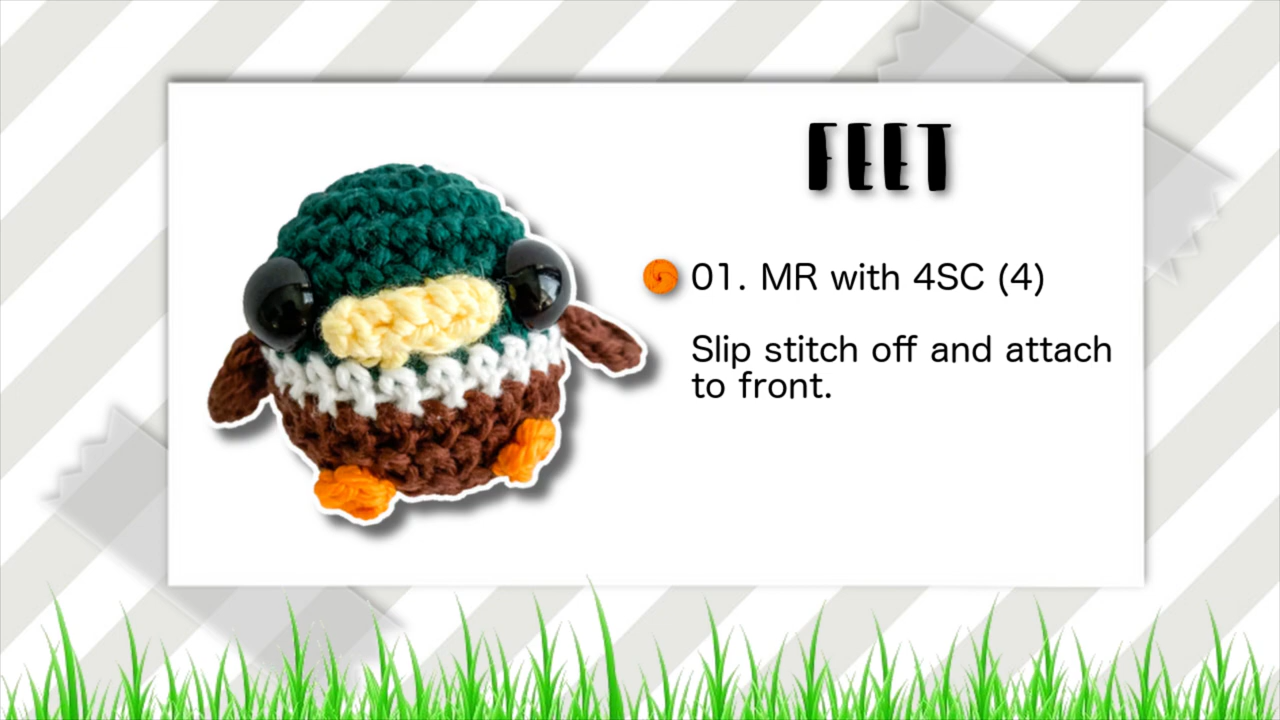 FEET
01. MR with 4SC (4)
Slip stitch off and attach
to front.